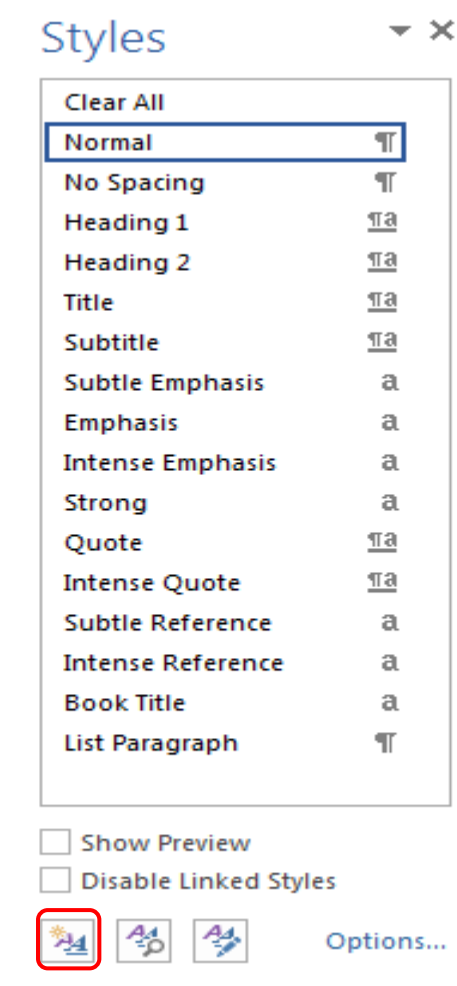 Styles
Clear All
Normal ¶
No Spacing ¶
Heading 1 ¶a
Heading 2 ¶a
Title ¶a
Subtitle ¶a
Subtle Emphasis a
Emphasis a
Intense Emphasis a
Strong a
Quote ¶a
Intense Quote ¶a
Subtle Reference a
Intense Reference a
Book Title a
List Paragraph ¶
Show Preview
Disable Linked Styles
Options...